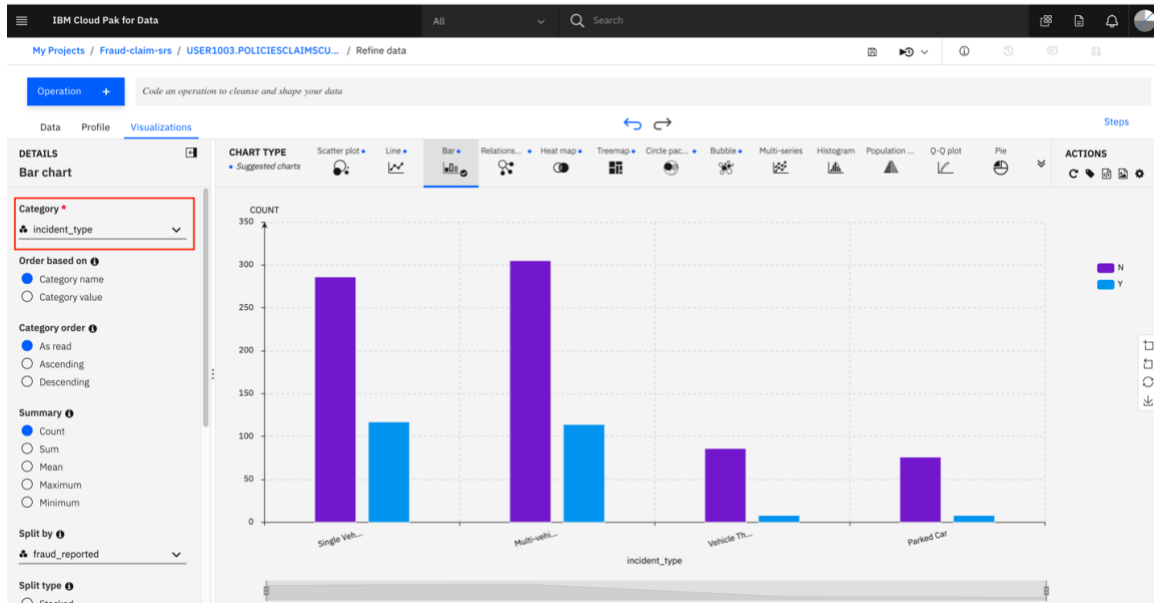 IBM Cloud Pak for Data
All
Search
My Projects / Fraud-claim-srs / USER1003.POLICIESCLAIMSCU... / Refine data
Operation +
Code an operation to cleanse and shape your data
Data Profile Visualizations
Steps
DETAILS
Bar chart
CHART TYPE
Suggested charts
Scatter plot
Line
Bar
Relations...
Heat map
Treemap
Circle pac...
Bubble
Multi-series
Histogram
Population ...
Q-Q plot
Pie
ACTIONS
Category *
incident_type
Order based on
Category name
Category value
Category order
As read
Ascending
Descending
Summary
Count
Sum
Mean
Maximum
Minimum
Split by
fraud_reported
Split type
Stacked
COUNT
350
300
250
200
150
100
50
0
Single Veh...
Multi-vehi...
Vehicle Th...
Parked Car
incident_type
N
Y